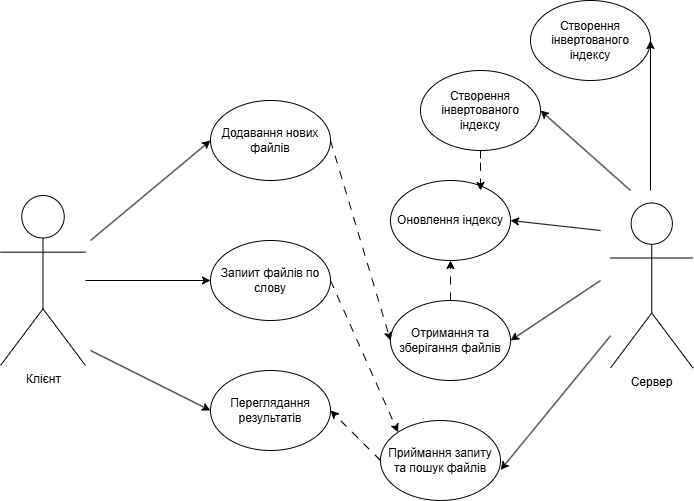 Створення
інвертованого
індексу
Створення
інвертованого
індексу
Додавання нових
файлів
Оновлення індексу
Запиит файлів по
слову
Отримання та
зберігання файлів
Клієнт
Сервер
Переглядання
результатів
Приймання запиту
та пошук файлів